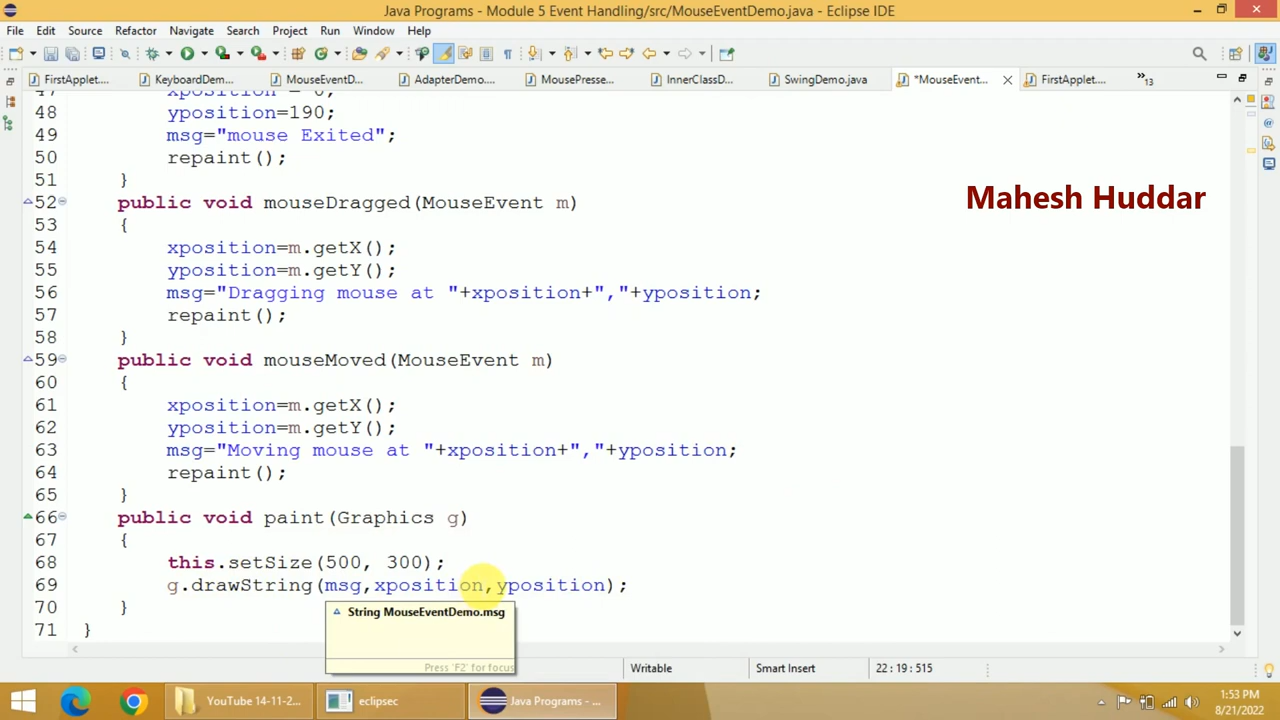 Java Programs - Module 5 Event Handling/src/MouseEventDemo.java - Eclipse IDE
File Edit Source Refactor Navigate Search Project Run Window Help
FirstApplet.... KeyboardDem... MouseEventD... AdapterDemo.... MousePresse... InnerClassD... SwingDemo.java *MouseEvent... FirstApplet.... »13
47 xposition = 0;
48 yposition=190;
49 msg="mouse Exited";
50 repaint();
51 }
52 public void mouseDragged(MouseEvent m)
53 {
54 xposition=m.getX();
55 yposition=m.getY();
56 msg="Dragging mouse at "+xposition+","+yposition;
57 repaint();
58 }
59 public void mouseMoved(MouseEvent m)
60 {
61 xposition=m.getX();
62 yposition=m.getY();
63 msg="Moving mouse at "+xposition+","+yposition;
64 repaint();
65 }
66 public void paint(Graphics g)
67 {
68 this.setSize(500, 300);
69 g.drawString(msg,xposition,yposition);
70 }
71 }
Mahesh Huddar
String MouseEventDemo.msg
Press 'F2' for focus
Writable Smart Insert 22 : 19 : 515
YouTube 14-11-2... eclipsec Java Programs - ... 1:53 PM
8/21/2022